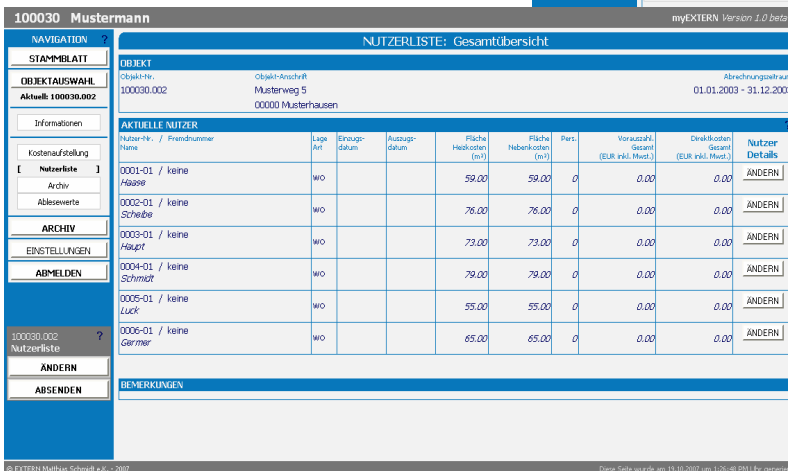 100030 Mustermann
myEXTERN Version 1.0 beta
NAVIGATION ?
STAMMBLATT
OBJEKTAUSWAHL
Aktuell: 100030.002
Informationen
Kostenaufstellung
[ Nutzerliste ]
Archiv
Ablesewerte
ARCHIV
EINSTELLUNGEN
ABMELDEN
100030.002 ?
Nutzerliste
ÄNDERN
ABSENDEN
NUTZERLISTE: Gesamtübersicht
OBJEKT
Objekt-Nr. Objekt-Anschrift Abrechnungszeitraum
100030.002 Musterweg 5 01.01.2003 - 31.12.2003
00000 Musterhausen
AKTUELLE NUTZER ?
Nutzer-Nr. / Fremdnummer Lage Einzugs- Auszugs- Fläche Fläche Pers. Vorauszahl. Direktkosten Nutzer
Name Art datum datum Heizkosten Nebenkosten Gesamt Gesamt Details
(m²) (m²) (EUR inkl. Mwst.) (EUR inkl. Mwst.)
0001-01 / keine WO 59.00 59.00 0 0.00 0.00 ÄNDERN
Haase
0002-01 / keine WO 76.00 76.00 0 0.00 0.00 ÄNDERN
Scheibe
0003-01 / keine WO 73.00 73.00 0 0.00 0.00 ÄNDERN
Haupt
0004-01 / keine WO 79.00 79.00 0 0.00 0.00 ÄNDERN
Schmidt
0005-01 / keine WO 55.00 55.00 0 0.00 0.00 ÄNDERN
Luck
0006-01 / keine WO 65.00 65.00 0 0.00 0.00 ÄNDERN
Germer
BEMERKUNGEN
© EXTERN Matthias Schmidt e.K. - 2007
Diese Seite wurde am 19.10.2007 um 1:26:46 PM Uhr generiert